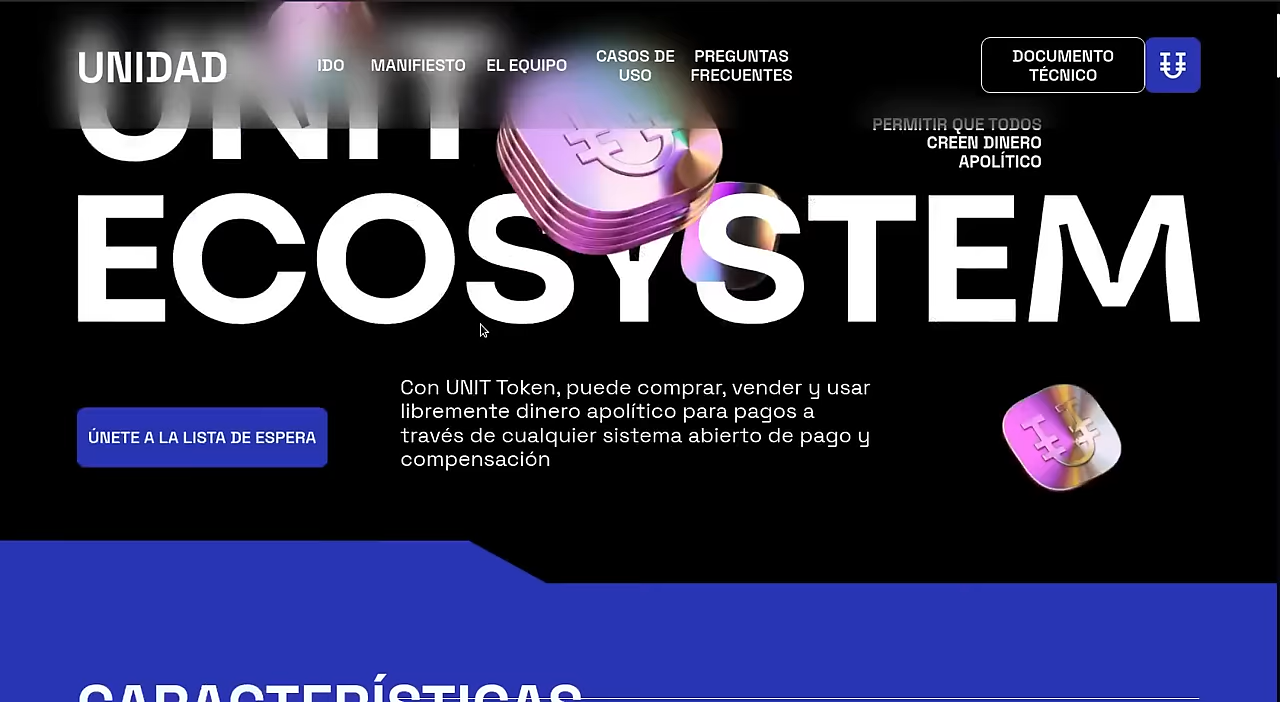 UNIDAD
IDO
MANIFIESTO
EL EQUIPO
CASOS DE
USO
PREGUNTAS
FRECUENTES
DOCUMENTO
TÉCNICO
UNIT
PERMITIR QUE TODOS
CREEN DINERO
APOLÍTICO
ECOSYSTEM
Con UNIT Token, puede comprar, vender y usar
libremente dinero apolítico para pagos a
través de cualquier sistema abierto de pago y
compensación
ÚNETE A LA LISTA DE ESPERA
CARACTERÍSTICAS